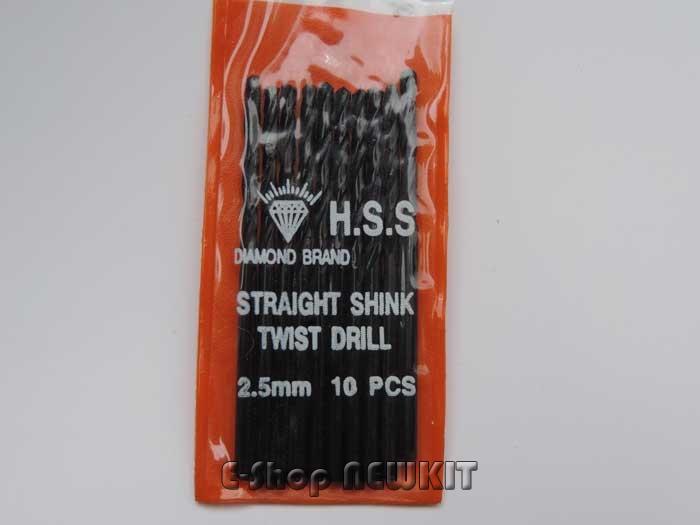 H.S.S
DIAMOND BRAND
STRAIGHT SHINK
TWIST DRILL
2.5mm 10 PCS
E-Shop NEWKIT